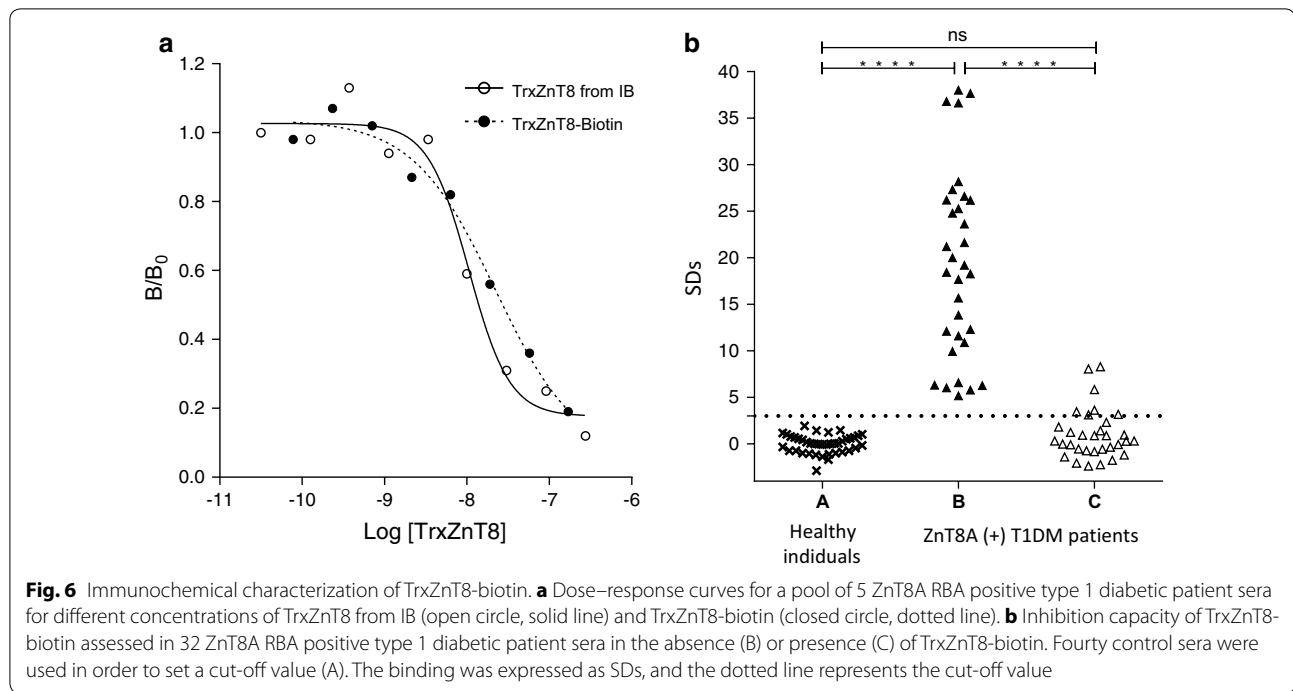 a
1.2
1.0
0.8
0.6
0.4
0.2
0.0
B/B0
-11
-10
-9
-8
-7
-6
Log [TrxZnT8]
TrxZnT8 from IB
TrxZnT8-Biotin
b
ns
* * * *
* * * *
40
35
30
25
20
15
10
5
0
SDs
A
B
C
Healthy
indiduals
ZnT8A (+) T1DM patients
Fig. 6 Immunochemical characterization of TrxZnT8-biotin. a Dose–response curves for a pool of 5 ZnT8A RBA positive type 1 diabetic patient sera
for different concentrations of TrxZnT8 from IB (open circle, solid line) and TrxZnT8-biotin (closed circle, dotted line). b Inhibition capacity of TrxZnT8-
biotin assessed in 32 ZnT8A RBA positive type 1 diabetic patient sera in the absence (B) or presence (C) of TrxZnT8-biotin. Fourty control sera were
used in order to set a cut-off value (A). The binding was expressed as SDs, and the dotted line represents the cut-off value